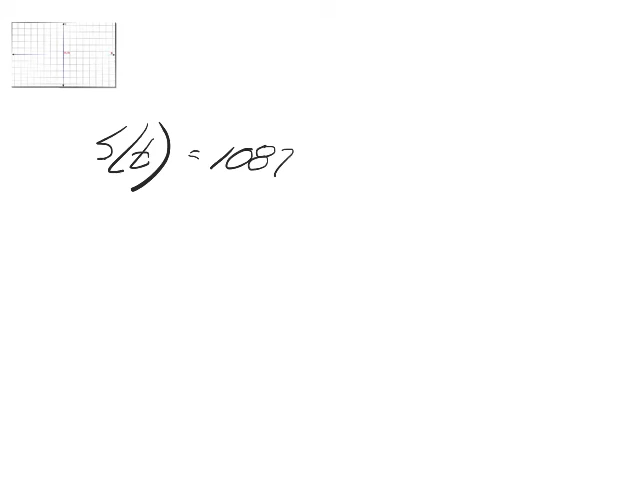 S(t) = 1087